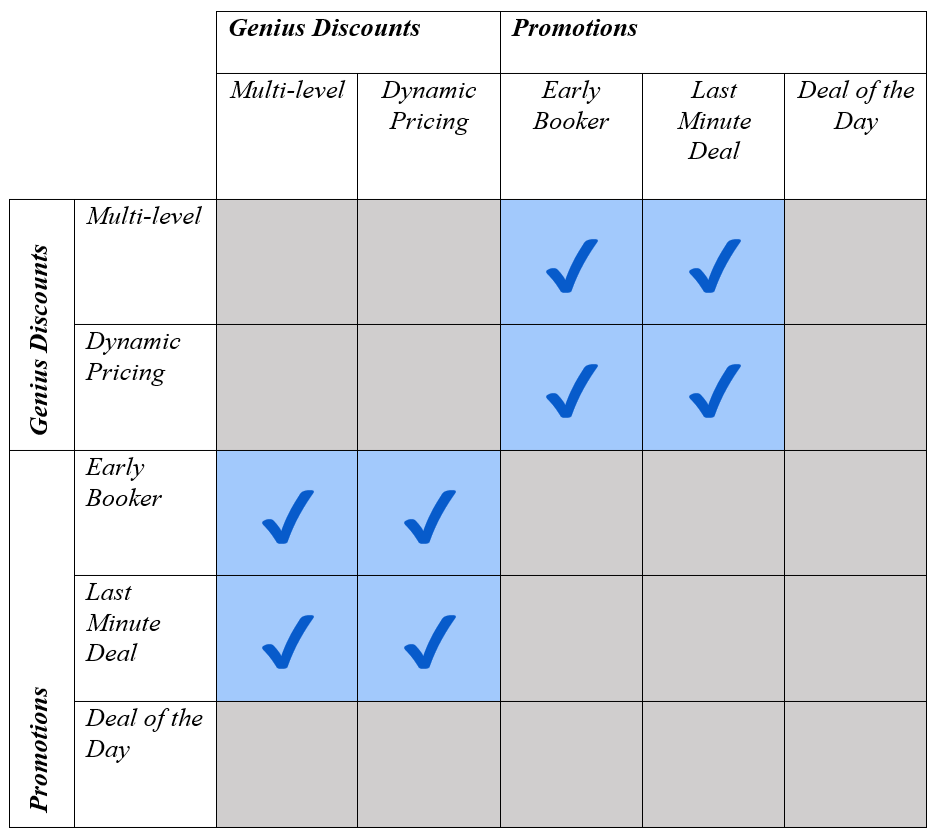 Genius Discounts
Promotions
Multi-level
Dynamic
Pricing
Early
Booker
Last
Minute
Deal
Deal of the
Day
Genius Discounts
Multi-level
Dynamic
Pricing
Promotions
Early
Booker
Last
Minute
Deal
Deal of the
Day